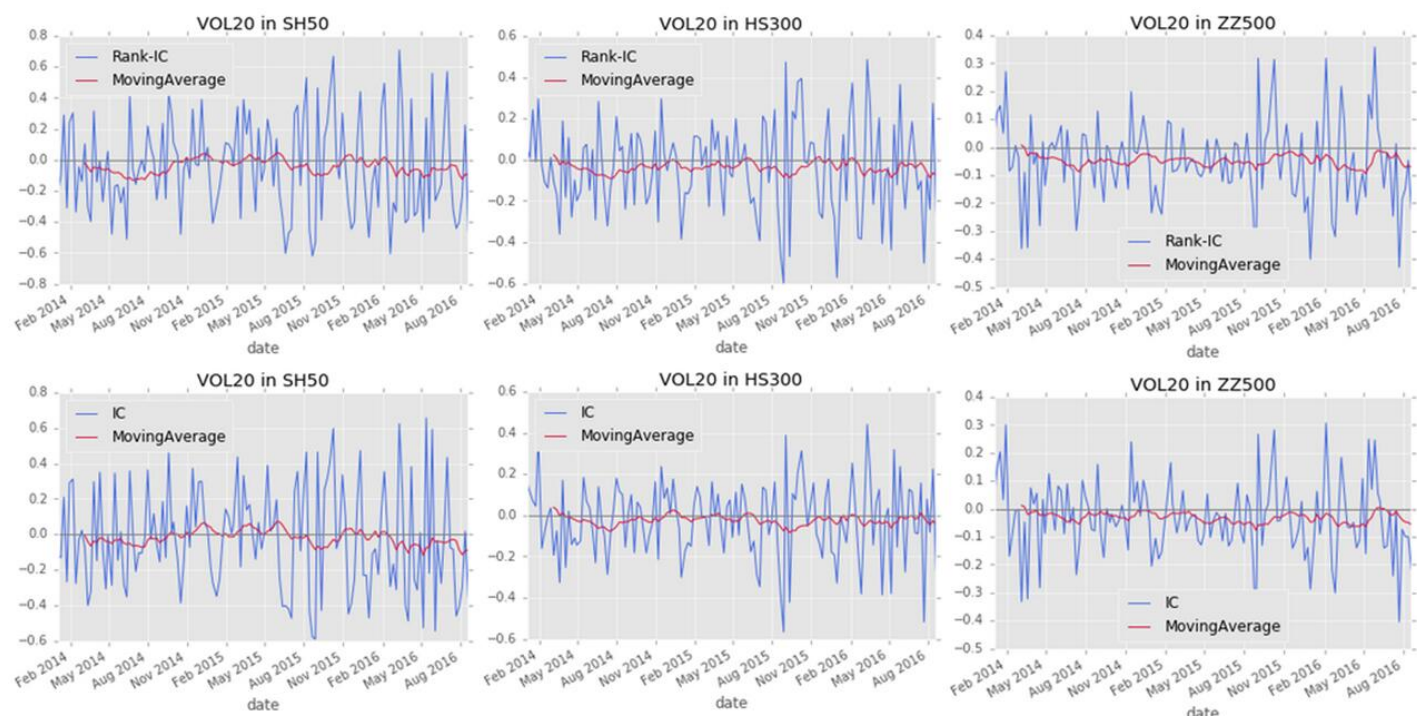 VOL20 in SH50
0.8
0.6
0.4
0.2
0.0
−0.2
−0.4
−0.6
−0.8
Rank-IC
MovingAverage
Feb 2014
May 2014
Aug 2014
Nov 2014
Feb 2015
May 2015
Aug 2015
Nov 2015
Feb 2016
May 2016
Aug 2016
date
VOL20 in HS300
0.6
0.4
0.2
0.0
−0.2
−0.4
−0.6
Rank-IC
MovingAverage
Feb 2014
May 2014
Aug 2014
Nov 2014
Feb 2015
May 2015
Aug 2015
Nov 2015
Feb 2016
May 2016
Aug 2016
date
VOL20 in ZZ500
0.4
0.3
0.2
0.1
0.0
−0.1
−0.2
−0.3
−0.4
−0.5
Rank-IC
MovingAverage
Feb 2014
May 2014
Aug 2014
Nov 2014
Feb 2015
May 2015
Aug 2015
Nov 2015
Feb 2016
May 2016
Aug 2016
date
VOL20 in SH50
0.8
0.6
0.4
0.2
0.0
−0.2
−0.4
−0.6
IC
MovingAverage
Feb 2014
May 2014
Aug 2014
Nov 2014
Feb 2015
May 2015
Aug 2015
Nov 2015
Feb 2016
May 2016
Aug 2016
date
VOL20 in HS300
0.6
0.4
0.2
0.0
−0.2
−0.4
−0.6
IC
MovingAverage
Feb 2014
May 2014
Aug 2014
Nov 2014
Feb 2015
May 2015
Aug 2015
Nov 2015
Feb 2016
May 2016
Aug 2016
date
VOL20 in ZZ500
0.4
0.3
0.2
0.1
0.0
−0.1
−0.2
−0.3
−0.4
−0.5
IC
MovingAverage
Feb 2014
May 2014
Aug 2014
Nov 2014
Feb 2015
May 2015
Aug 2015
Nov 2015
Feb 2016
May 2016
Aug 2016
date